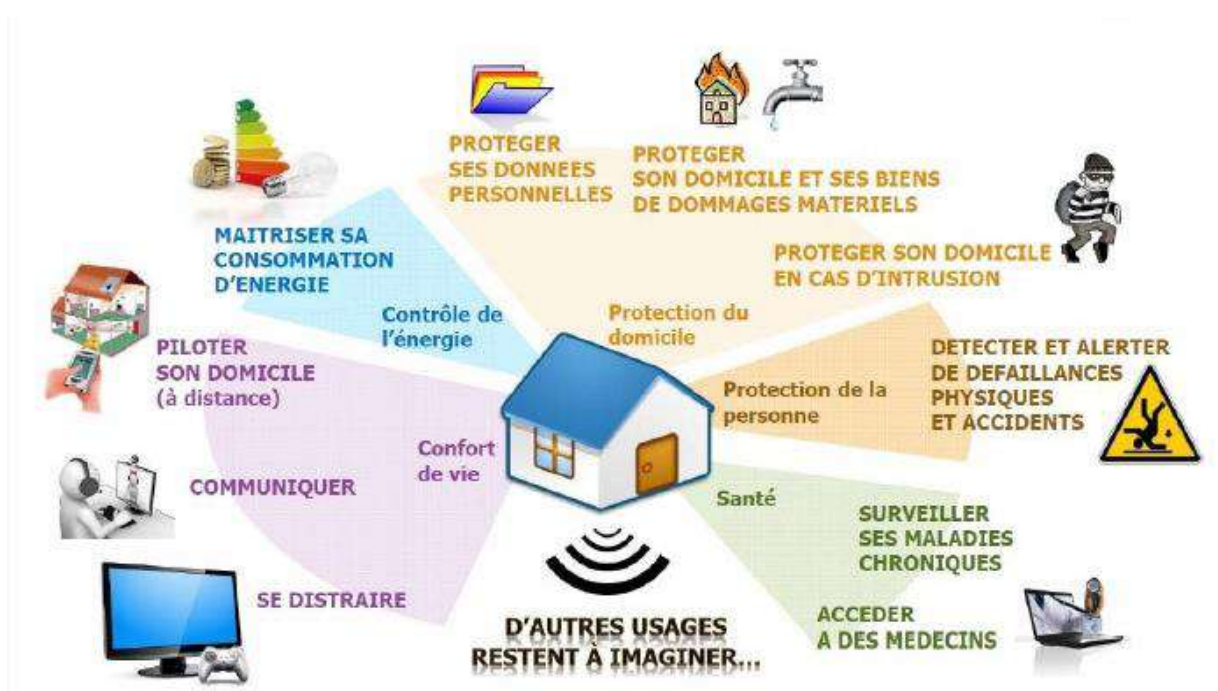 PROTEGER
SES DONNEES
PERSONNELLES
PROTEGER
SON DOMICILE ET SES BIENS
DE DOMMAGES MATERIELS
MAITRISER SA
CONSOMMATION
D'ENERGIE
PROTEGER SON DOMICILE
EN CAS D'INTRUSION
Contrôle de
l'énergie
Protection du
domicile
PILOTER
SON DOMICILE
(à distance)
DETECTER ET ALERTER
DE DEFAILLANCES
PHYSIQUES
ET ACCIDENTS
Protection de la
personne
Confort
de vie
COMMUNIQUER
Santé
SURVEILLER
SES MALADIES
CHRONIQUES
SE DISTRAIRE
ACCEDER
A DES MEDECINS
D'AUTRES USAGES
RESTENT À IMAGINER...